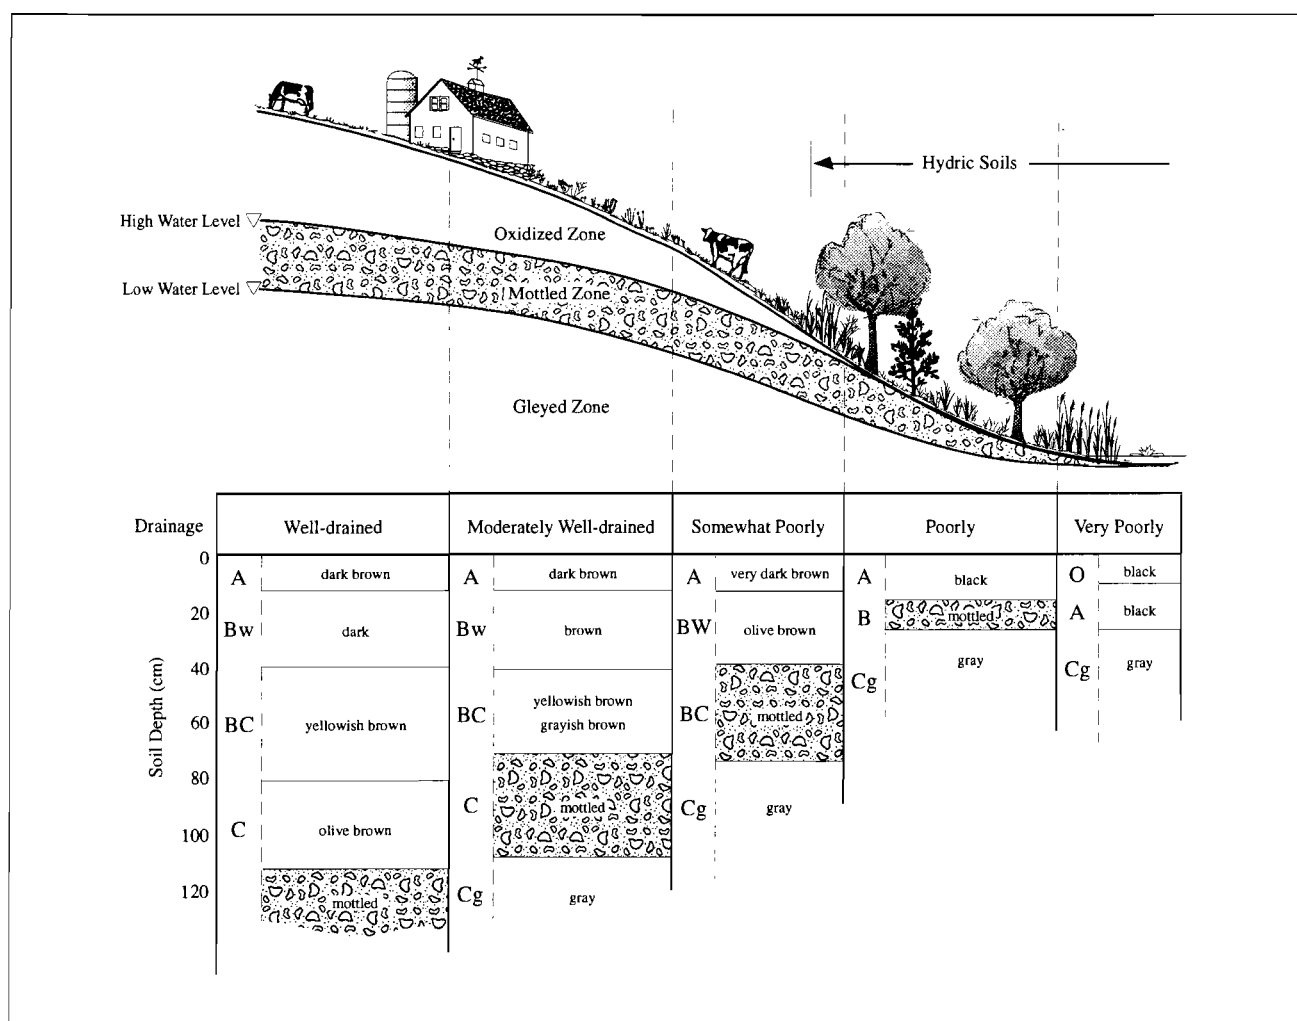 Hydric Soils
High Water Level
Oxidized Zone
Low Water Level
Mottled Zone
Gleyed Zone
Drainage
Well-drained
Moderately Well-drained
Somewhat Poorly
Poorly
Very Poorly
Soil Depth (cm)
0
20
40
60
80
100
120
A
dark brown
Bw
dark
BC
yellowish brown
C
olive brown
mottled
A
dark brown
Bw
brown
BC
yellowish brown
grayish brown
C
mottled
Cg
gray
A
very dark brown
BW
olive brown
BC
mottled
Cg
gray
A
black
B
mottled
Cg
gray
O
black
A
black
Cg
gray